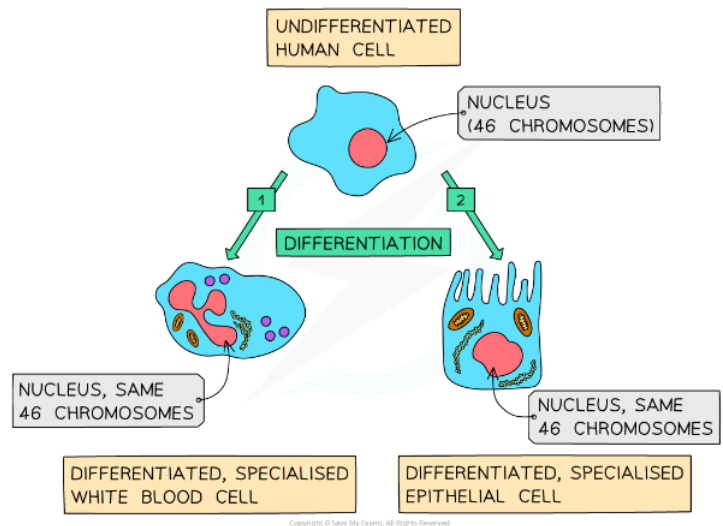 UNDIFFERENTIATED
HUMAN CELL
NUCLEUS
(46 CHROMOSOMES)
1
2
DIFFERENTIATION
NUCLEUS, SAME
46 CHROMOSOMES
NUCLEUS, SAME
46 CHROMOSOMES
DIFFERENTIATED, SPECIALISED
WHITE BLOOD CELL
DIFFERENTIATED, SPECIALISED
EPITHELIAL CELL
Copyright © Save My Exams. All Rights Reserved